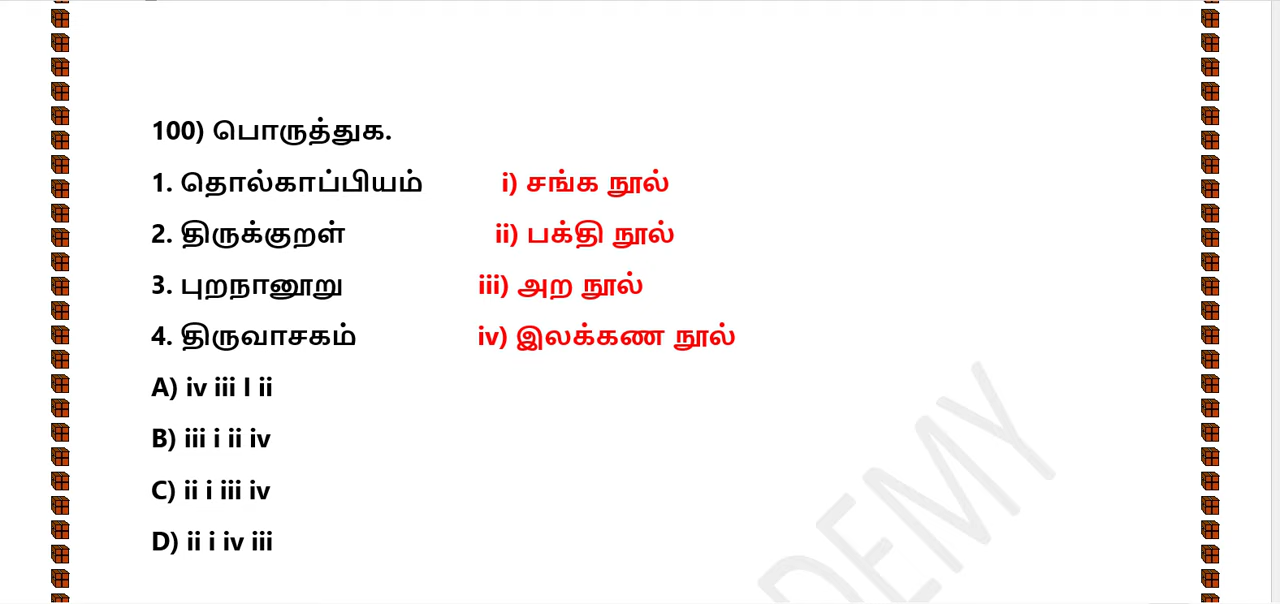 100) பொருத்துக.
1. தொல்காப்பியம் i) சங்க நூல்
2. திருக்குறள் ii) பக்தி நூல்
3. புறநானூறு iii) அற நூல்
4. திருவாசகம் iv) இலக்கண நூல்
A) iv iii I ii
B) iii i ii iv
C) ii i iii iv
D) ii i iv iii
DEMY